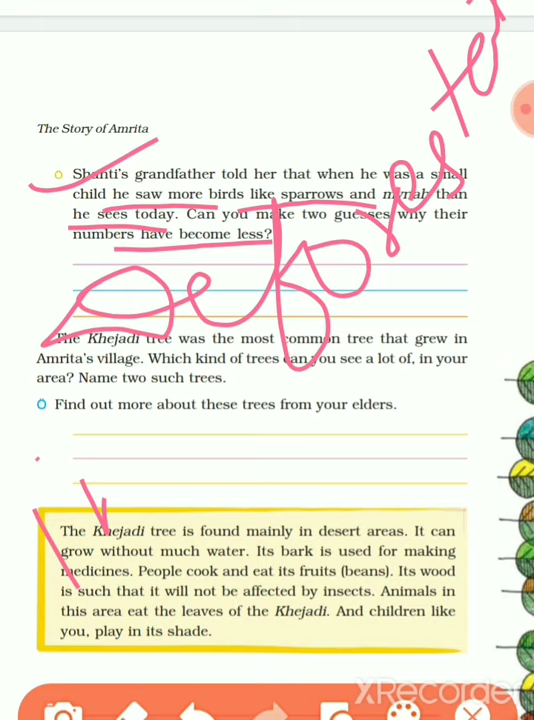 The Story of Amrita
Shanti's grandfather told her that when he was a small
child he saw more birds like sparrows and mynah than
he sees today. Can you make two guesses why their
numbers have become less?
Deforestei
The Khejadi tree was the most common tree that grew in
Amrita's village. Which kind of trees can you see a lot of, in your
area? Name two such trees.
Find out more about these trees from your elders.
The Khejadi tree is found mainly in desert areas. It can
grow without much water. Its bark is used for making
medicines. People cook and eat its fruits (beans). Its wood
is such that it will not be affected by insects. Animals in
this area eat the leaves of the Khejadi. And children like
you, play in its shade.
XRecorder